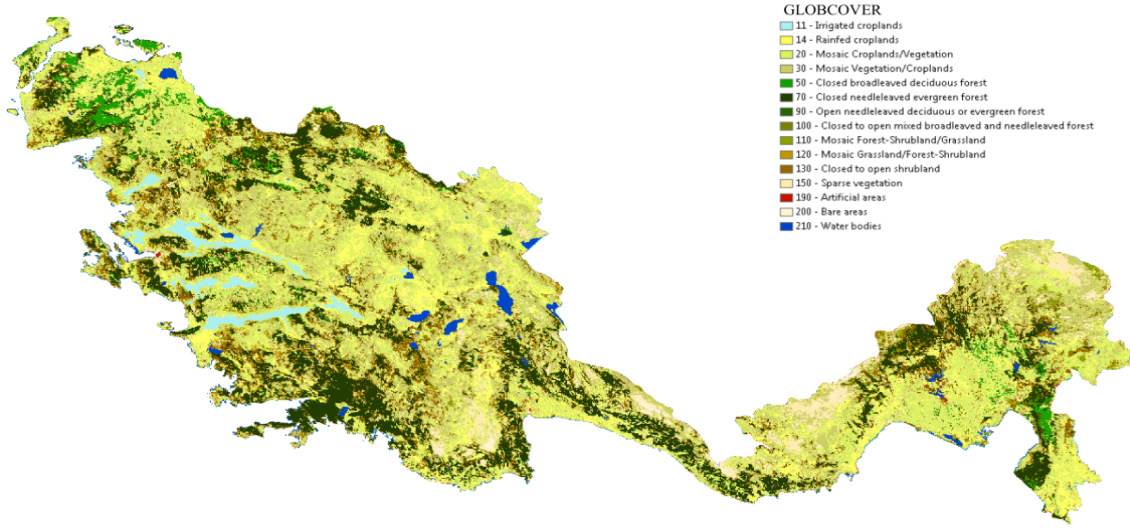 GLOBCOVER
11 - Irrigated croplands
14 - Rainfed croplands
20 - Mosaic Croplands/Vegetation
30 - Mosaic Vegetation/Croplands
50 - Closed broadleaved deciduous forest
70 - Closed needleleaved evergreen forest
90 - Open needleleaved deciduous or evergreen forest
100 - Closed to open mixed broadleaved and needleleaved forest
110 - Mosaic Forest-Shrubland/Grassland
120 - Mosaic Grassland/Forest-Shrubland
130 - Closed to open shrubland
150 - Sparse vegetation
190 - Artificial areas
200 - Bare areas
210 - Water bodies